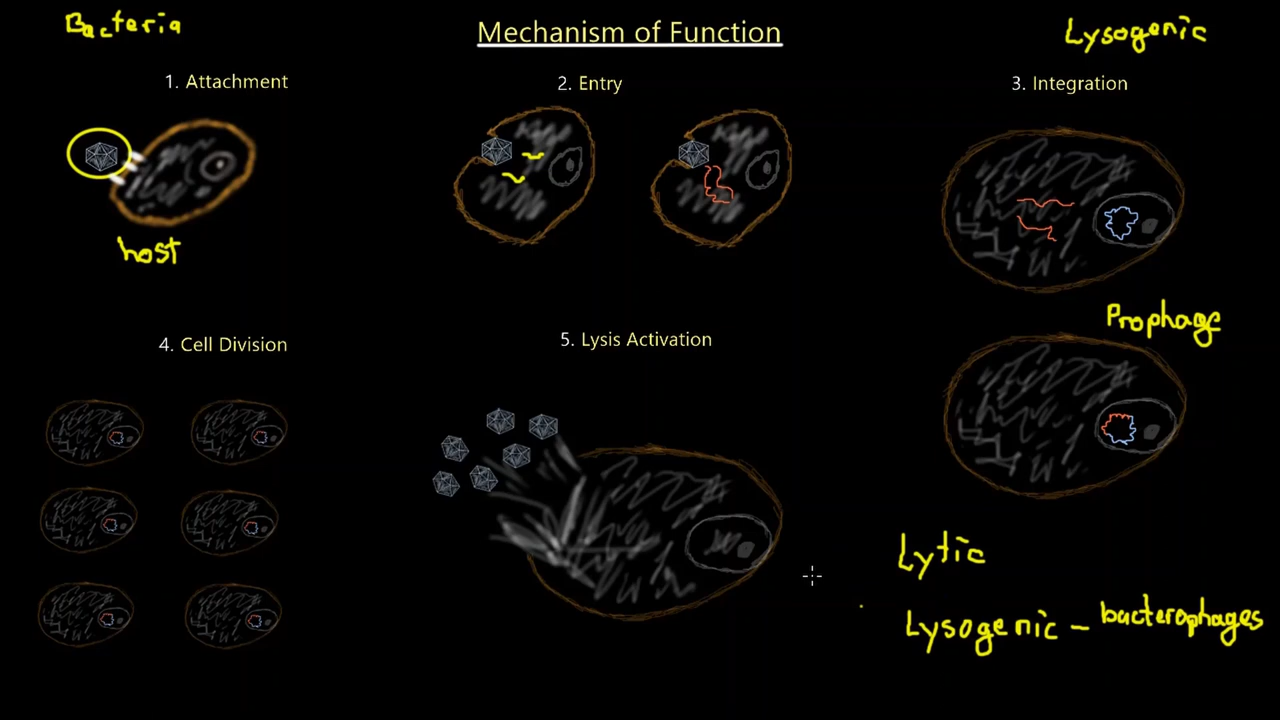 Bacteria
Mechanism of Function
Lysogenic
1. Attachment
2. Entry
3. Integration
host
Prophage
4. Cell Division
5. Lysis Activation
Lytic
Lysogenic - bacterophages